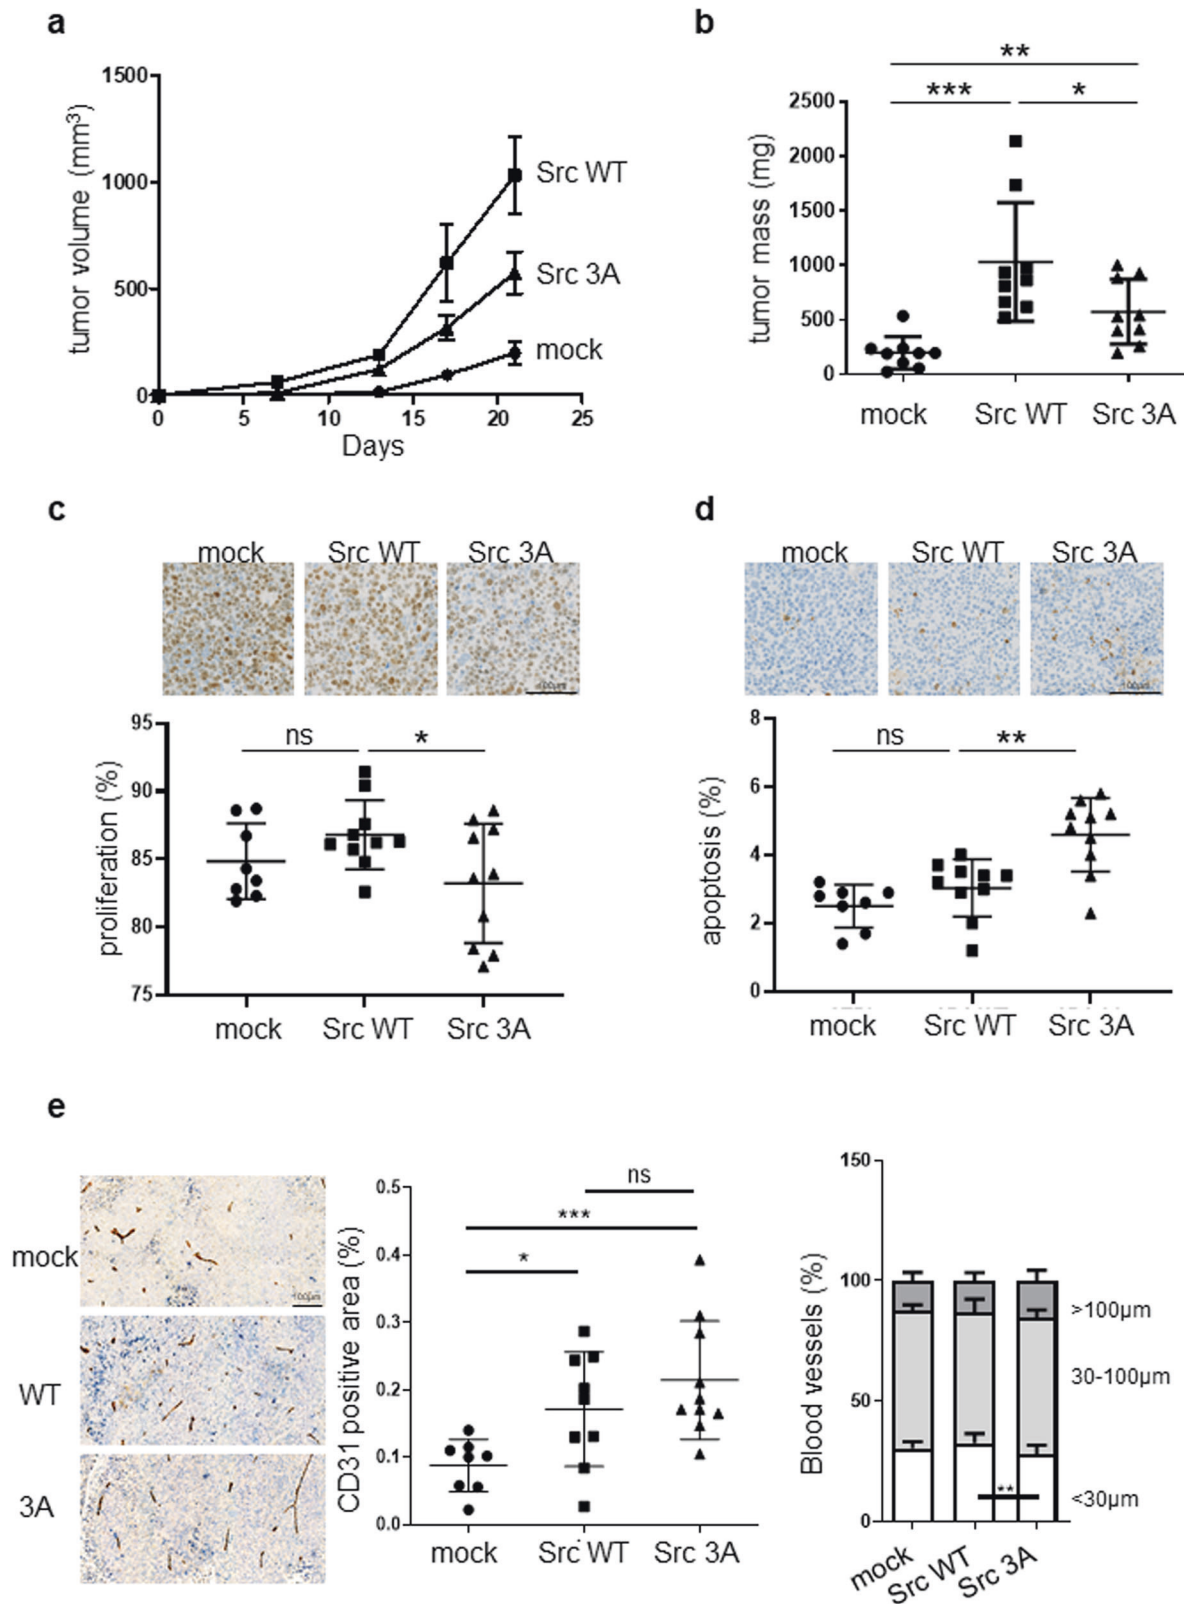 a
tumor volume (mm³)
1500
1000
500
0
0 5 10 15 20 25
Days
Src WT
Src 3A
mock
b
**
*** *
tumor mass (mg)
2500
2000
1500
1000
500
0
mock Src WT Src 3A
c
mock Src WT Src 3A
100µm
proliferation (%)
95
90
85
80
75
ns *
mock Src WT Src 3A
d
mock Src WT Src 3A
100µm
apoptosis (%)
8
6
4
2
0
ns **
mock Src WT Src 3A
e
mock
100µm
WT
3A
CD31 positive area (%)
0.5
0.4
0.3
0.2
0.1
0.0
ns
***
*
mock Src WT Src 3A
Blood vessels (%)
150
100
50
0
>100µm
30-100µm
<30µm
**
mock Src WT Src 3A